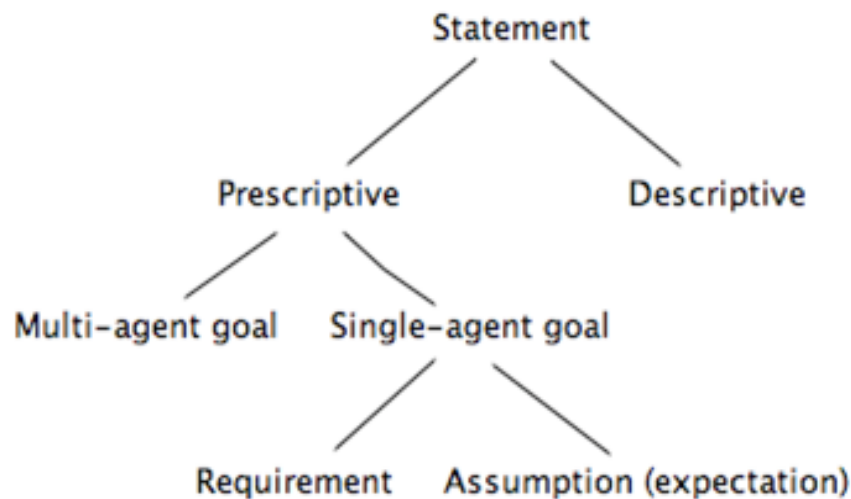 Statement
Prescriptive Descriptive
Multi-agent goal Single-agent goal
Requirement Assumption (expectation)